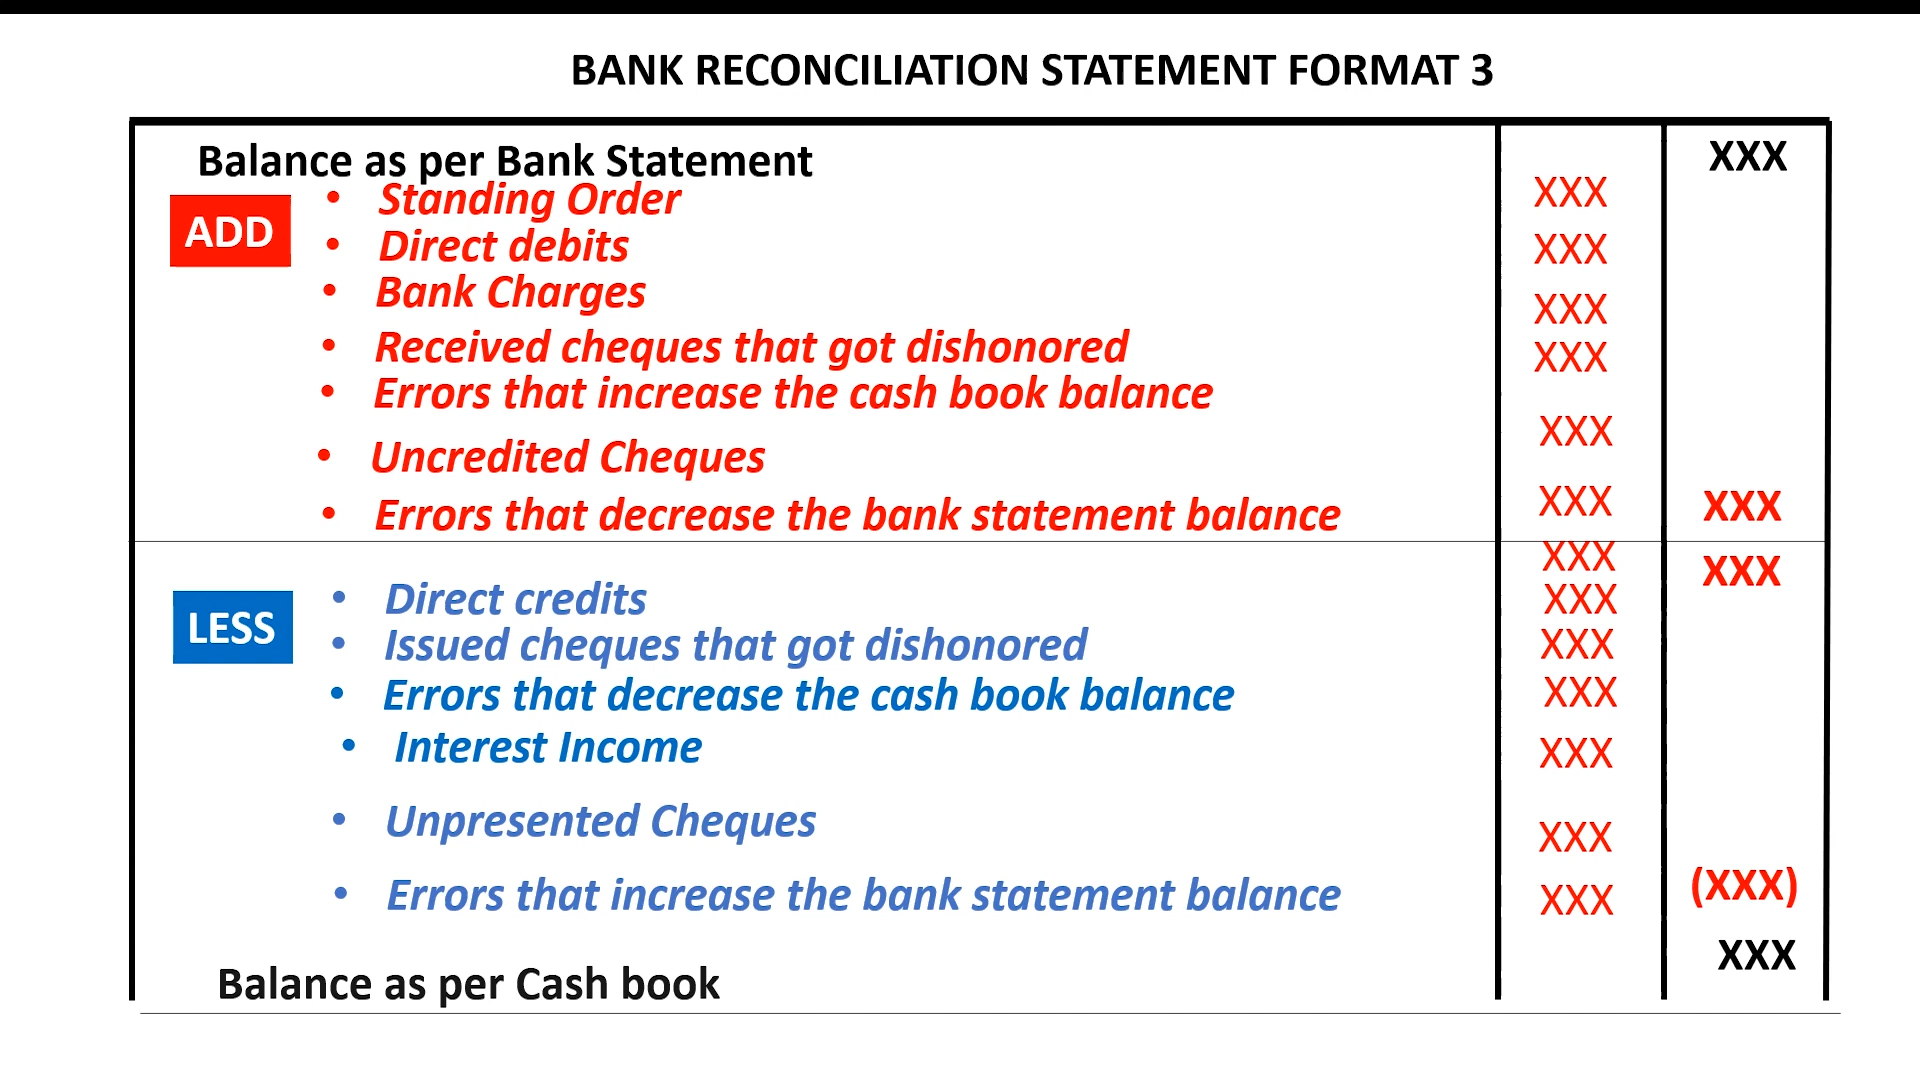 BANK RECONCILIATION STATEMENT FORMAT 3
Balance as per Bank Statement XXX
ADD
• Standing Order XXX
• Direct debits XXX
• Bank Charges XXX
• Received cheques that got dishonored XXX
• Errors that increase the cash book balance XXX
• Uncredited Cheques XXX
• Errors that decrease the bank statement balance XXX
XXX XXX
LESS
• Direct credits XXX
• Issued cheques that got dishonored XXX
• Errors that decrease the cash book balance XXX
• Interest Income XXX
• Unpresented Cheques XXX
• Errors that increase the bank statement balance XXX (XXX)
Balance as per Cash book XXX